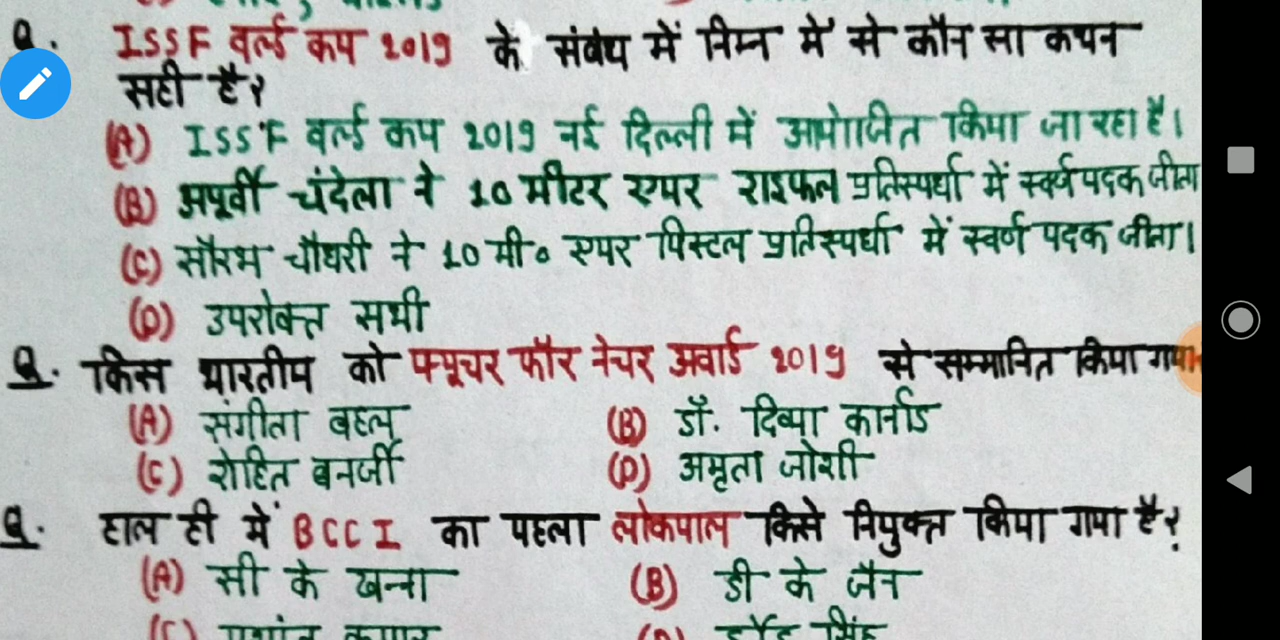 Q. ISSF वर्ल्ड कप 2019 के संबंध में निम्न में से कौन सा कथन
सही है?
(A) ISSF वर्ल्ड कप 2019 नई दिल्ली में आयोजित किया जा रहा है।
(B) अपूर्वी चंदेला ने 10 मीटर एयर राइफल प्रतिस्पर्धा में स्वर्ण पदक जीता
(C) सौरभ चौधरी ने 10 मी० एयर पिस्टल प्रतिस्पर्धा में स्वर्ण पदक जीता।
(D) उपरोक्त सभी
Q. किस भारतीय को फ्यूचर फॉर नेचर अवार्ड 2019 से सम्मानित किया गया
(A) संगीता बहल (B) डॉ. दिव्या कार्नाड
(C) रोहित बनर्जी (D) अमृता जोशी
Q. हाल ही में BCCI का पहला लोकपाल किसे नियुक्त किया गया है?
(A) सी के खन्ना (B) डी के जैन